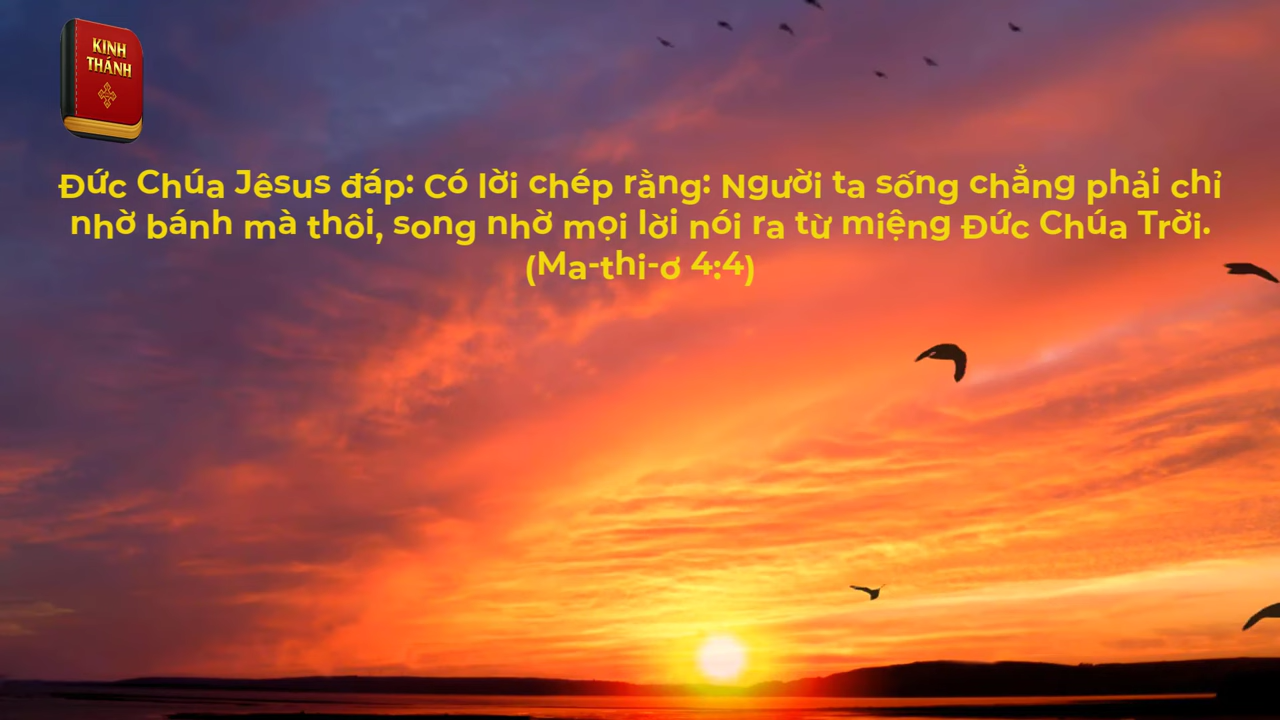 KINH
THÁNH
Đức Chúa Jêsus đáp: Có lời chép rằng: Người ta sống chẳng phải chỉ
nhờ bánh mà thôi, song nhờ mọi lời nói ra từ miệng Đức Chúa Trời.
(Ma-thi-ơ 4:4)